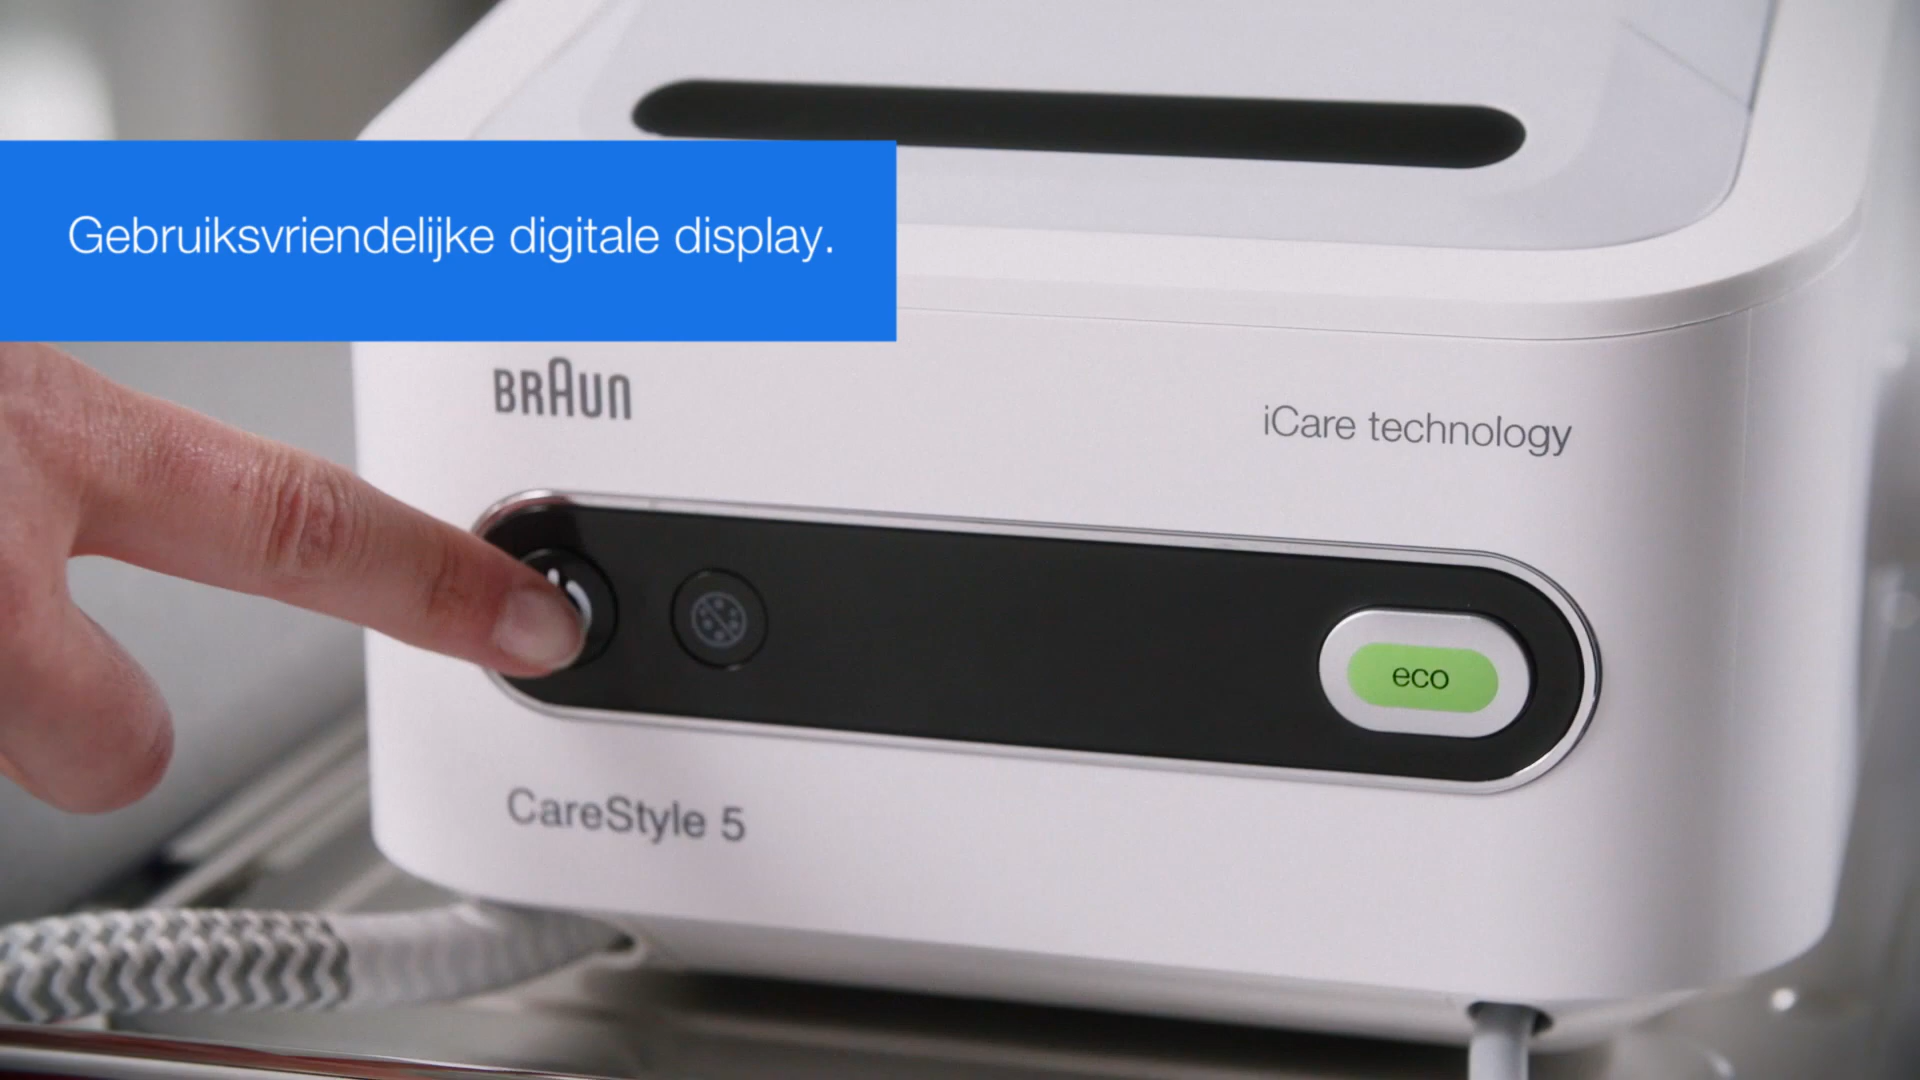 Gebruiksvriendelijke digitale display.
BRAUN
iCare technology
eco
CareStyle 5